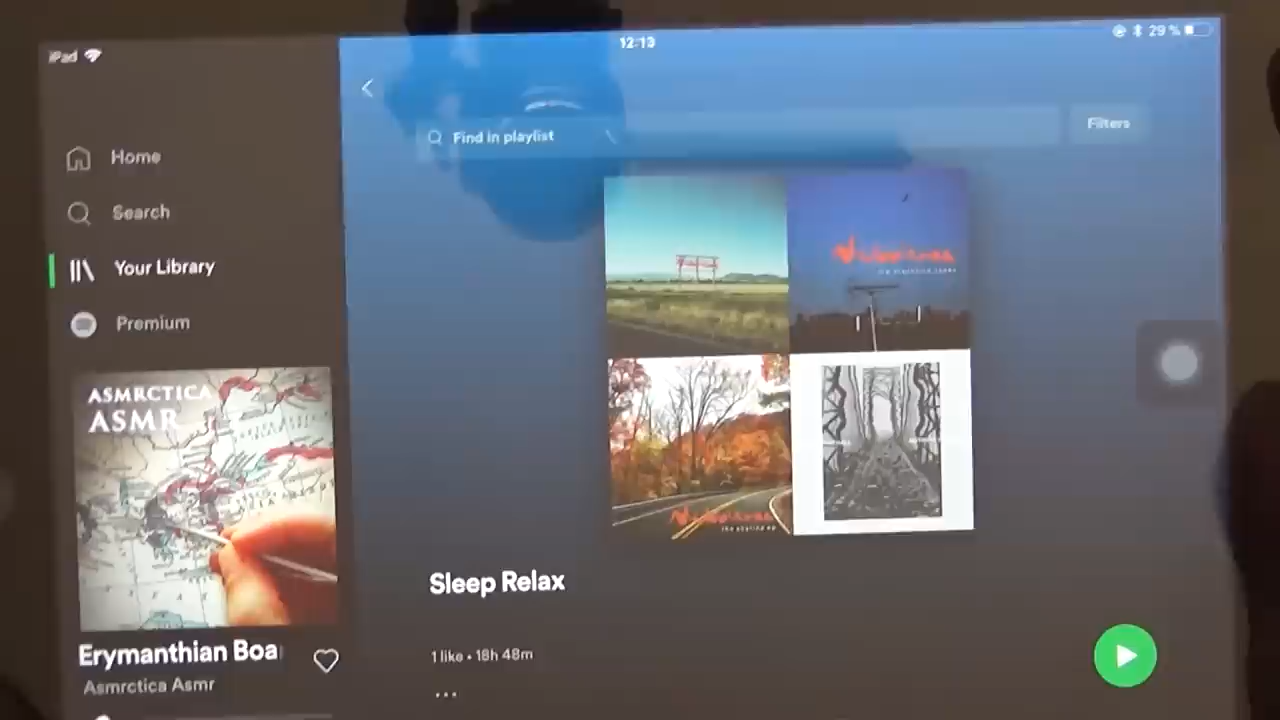 iPad
12:13
29 %
Find in playlist
Filters
Home
Search
Your Library
Premium
ASMRCTICA
ASMR
Erymanthian Boa
Asmrctica Asmr
Sleep Relax
1 like • 18h 48m
...